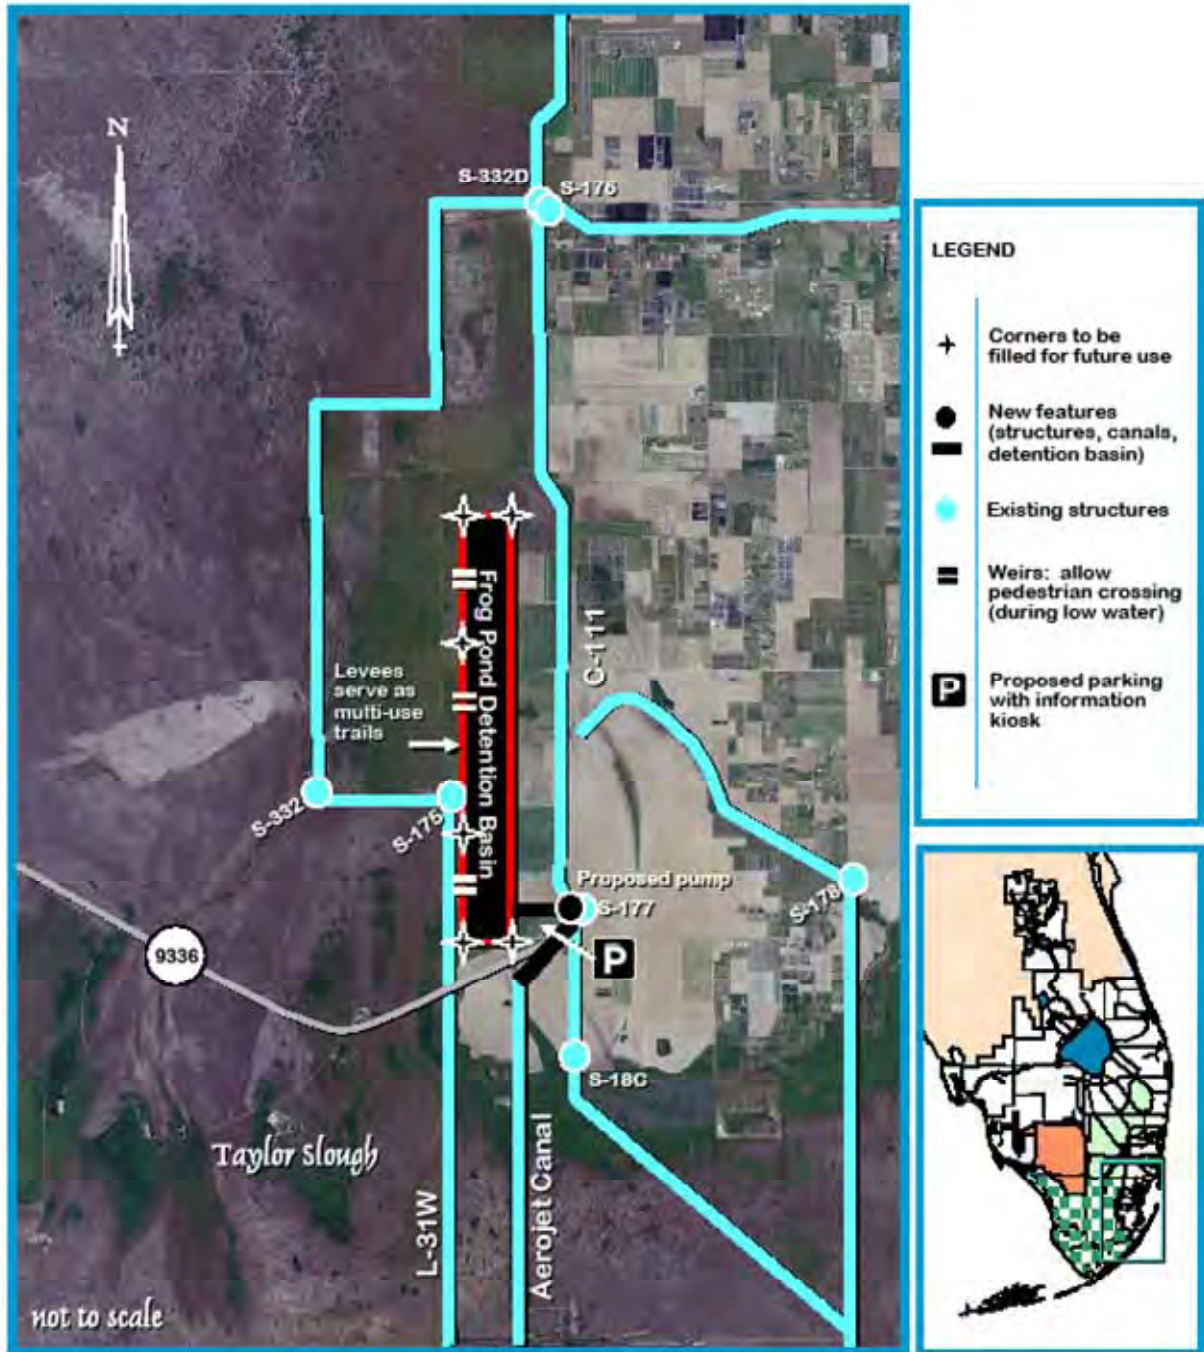 N
S-332D
S-176
Frog Pond Detention Basin
C-111
Levees
serve as
multi-use
trails
S-332
S-175
Proposed pump
S-177
S-178
P
9336
S-18C
Taylor Slough
L-31W
Aerojet Canal
not to scale
LEGEND
Corners to be
filled for future use
New features
(structures, canals,
detention basin)
Existing structures
Weirs: allow
pedestrian crossing
(during low water)
P
Proposed parking
with information
kiosk